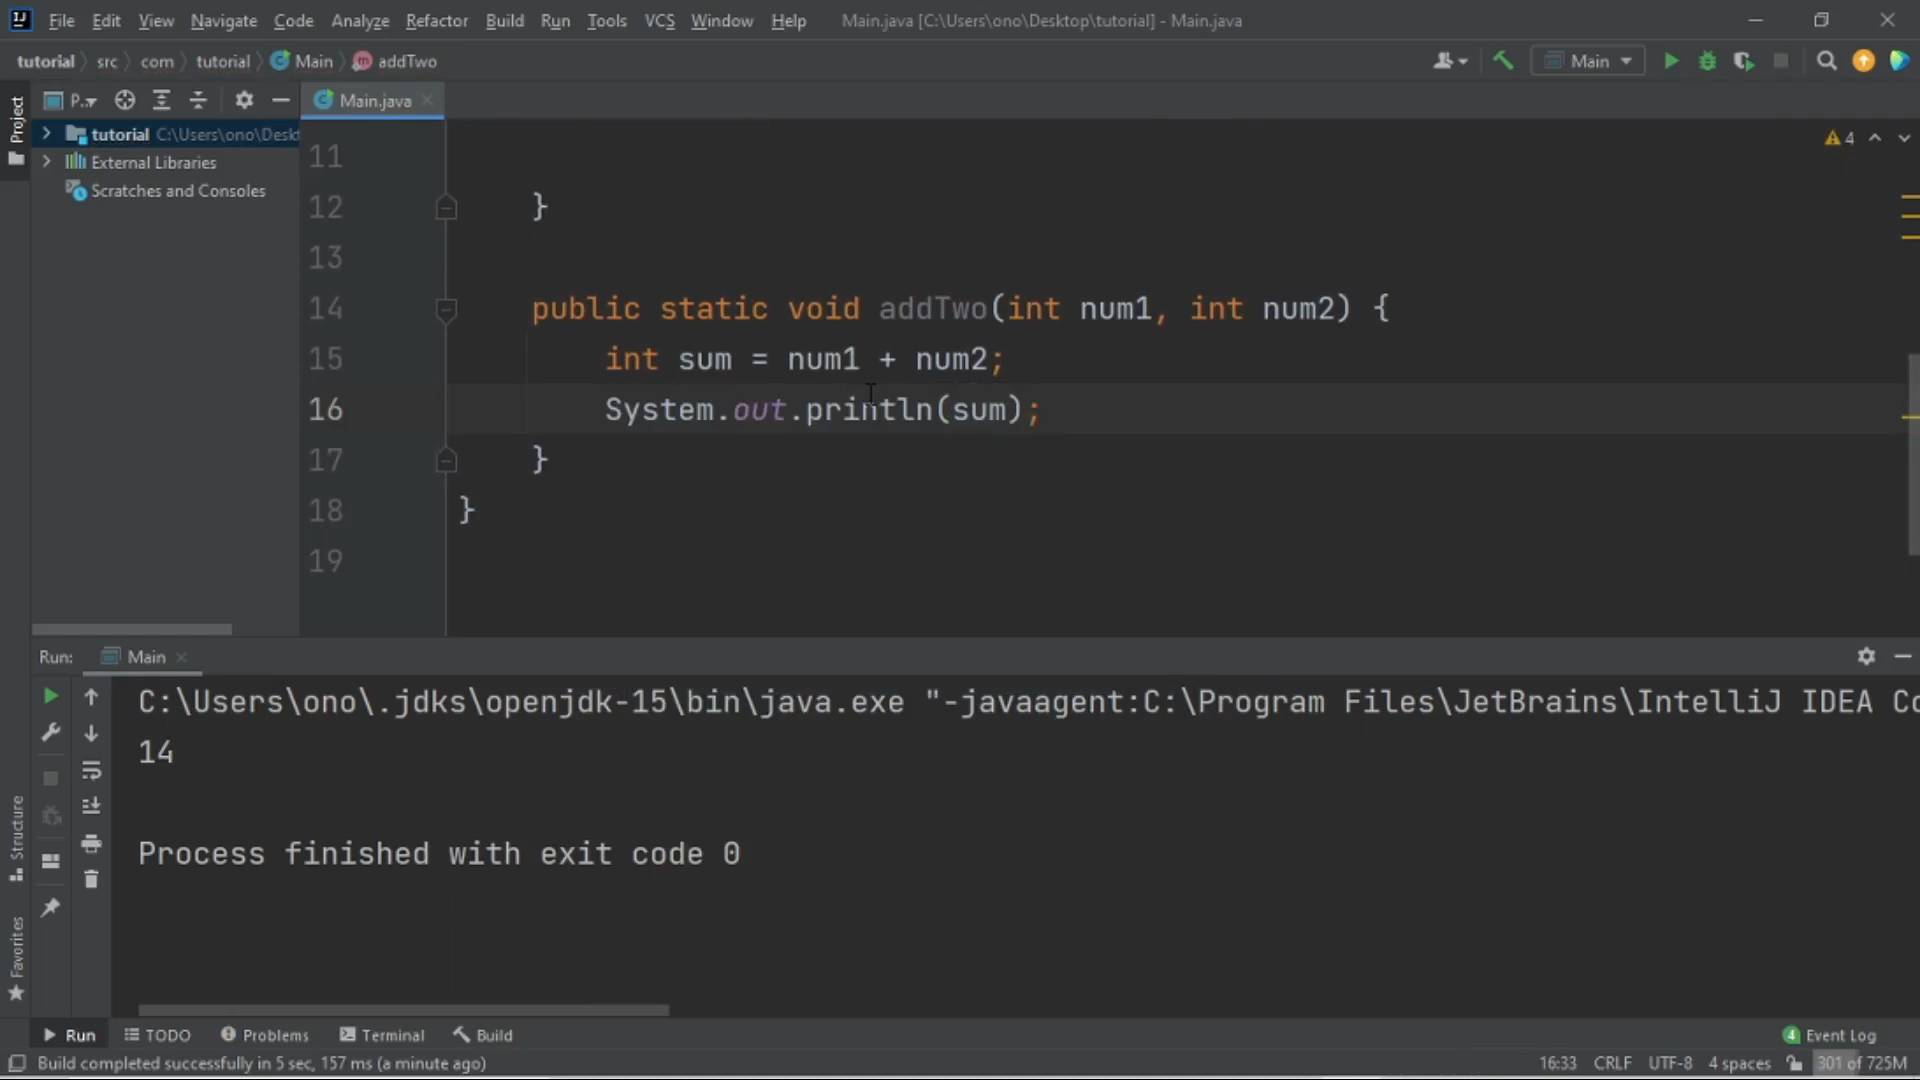 File Edit View Navigate Code Analyze Refactor Build Run Tools VCS Window Help Main.java [C:\Users\ono\Desktop\tutorial] - Main.java
tutorial src com tutorial Main addTwo Main
Project
P.. Main.java
tutorial C:\Users\ono\Deskt
External Libraries
Scratches and Consoles
4
11
12 }
13
14 public static void addTwo(int num1, int num2) {
15 int sum = num1 + num2;
16 System.out.println(sum);
17 }
18 }
19
Run: Main
C:\Users\ono\.jdks\openjdk-15\bin\java.exe "-javaagent:C:\Program Files\JetBrains\IntelliJ IDEA Co
14
Process finished with exit code 0
Structure
Favorites
Run TODO Problems Terminal Build 4 Event Log
Build completed successfully in 5 sec, 157 ms (a minute ago) 16:33 CRLF UTF-8 4 spaces 301 of 725M